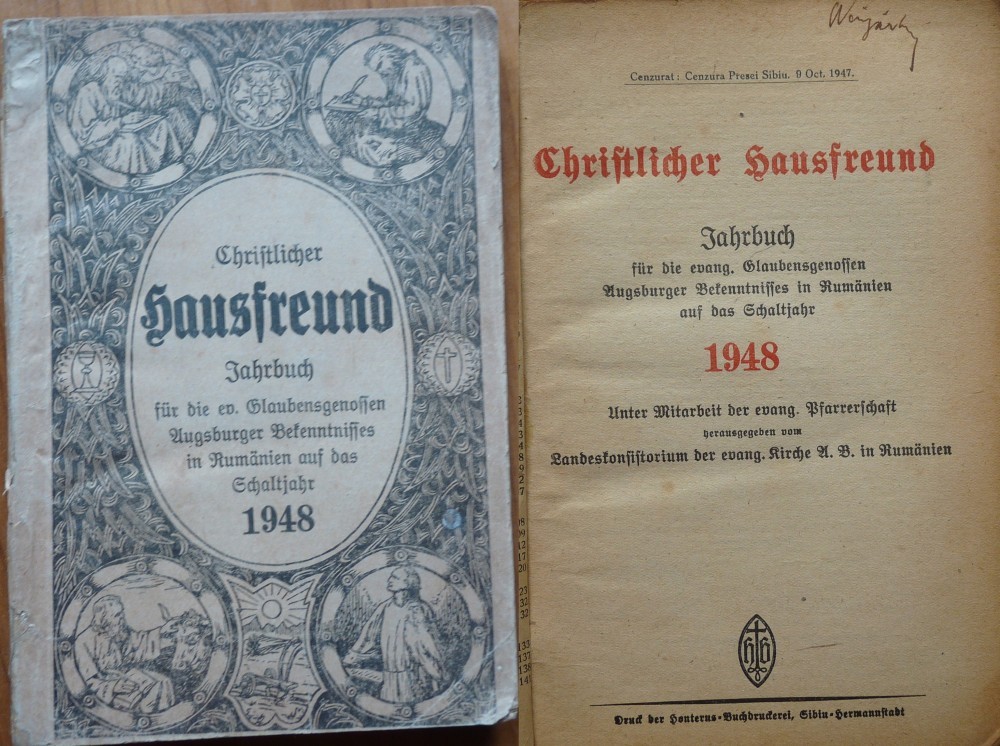 Christlicher
Hausfreund
Jahrbuch
für die ev. Glaubensgenossen
Augsburger Bekenntnisses
in Rumänien auf das
Schaltjahr
1948
Cenzurat: Cenzura Presei Sibiu. 9 Oct. 1947.
Christlicher Hausfreund
Jahrbuch
für die evang. Glaubensgenossen
Augsburger Bekenntnisses in Rumänien
auf das Schaltjahr
1948
Unter Mitarbeit der evang. Pfarrerschaft
herausgegeben vom
Landeskonsistorium der evang. Kirche A. B. in Rumänien
Druck der Honterus-Buchdruckerei, Sibiu-Hermannstadt